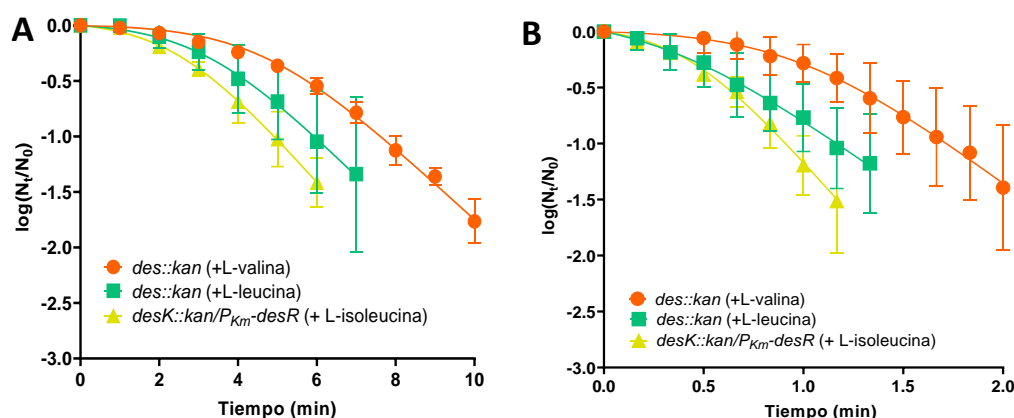 A
0.0
-0.5
-1.0
-1.5
-2.0
-2.5
-3.0
log(Nt/N0)
des::kan (+L-valina)
des::kan (+L-leucina)
desK::kan/PKm-desR (+ L-isoleucina)
0 2 4 6 8 10
Tiempo (min)
B
0.0
-0.5
-1.0
-1.5
-2.0
-2.5
-3.0
log(Nt/N0)
des::kan (+L-valina)
des::kan (+L-leucina)
desK::kan/PKm-desR (+ L-isoleucina)
0.0 0.5 1.0 1.5 2.0
Tiempo (min)